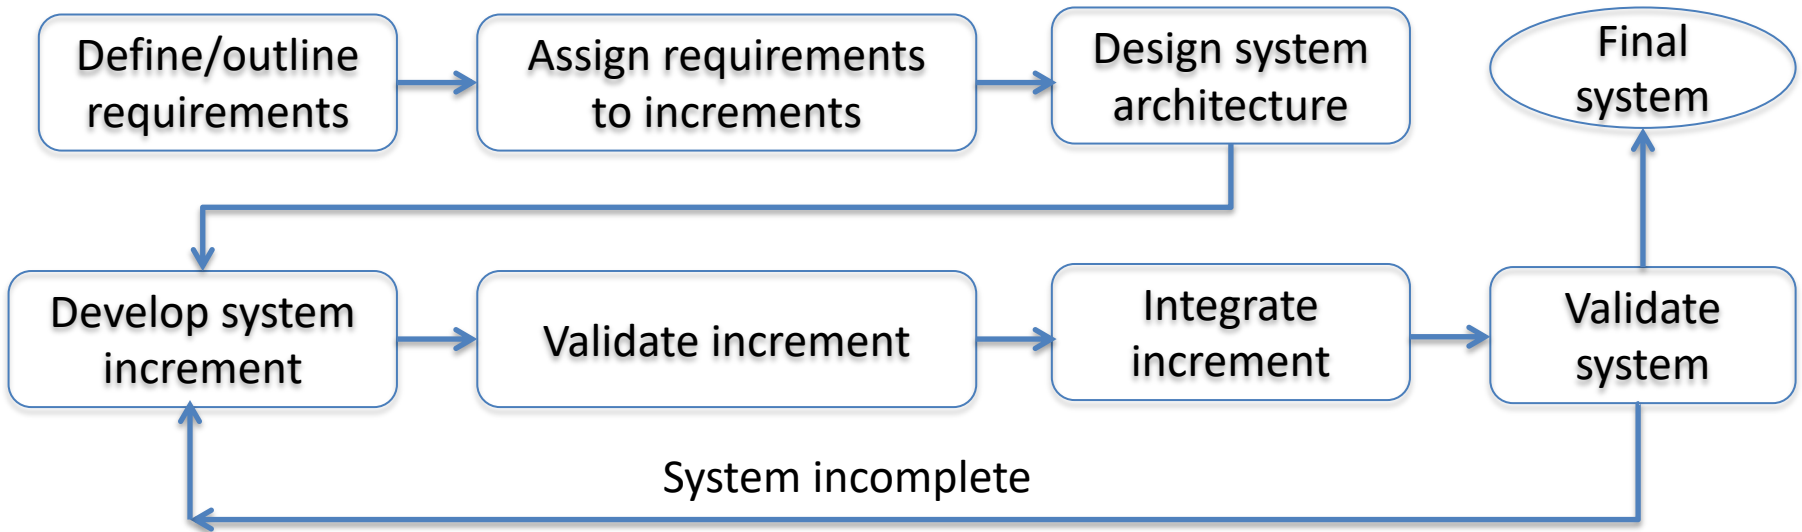 Define/outline
requirements
Assign requirements
to increments
Design system
architecture
Final
system
Develop system
increment
Validate increment
Integrate
increment
Validate
system
System incomplete